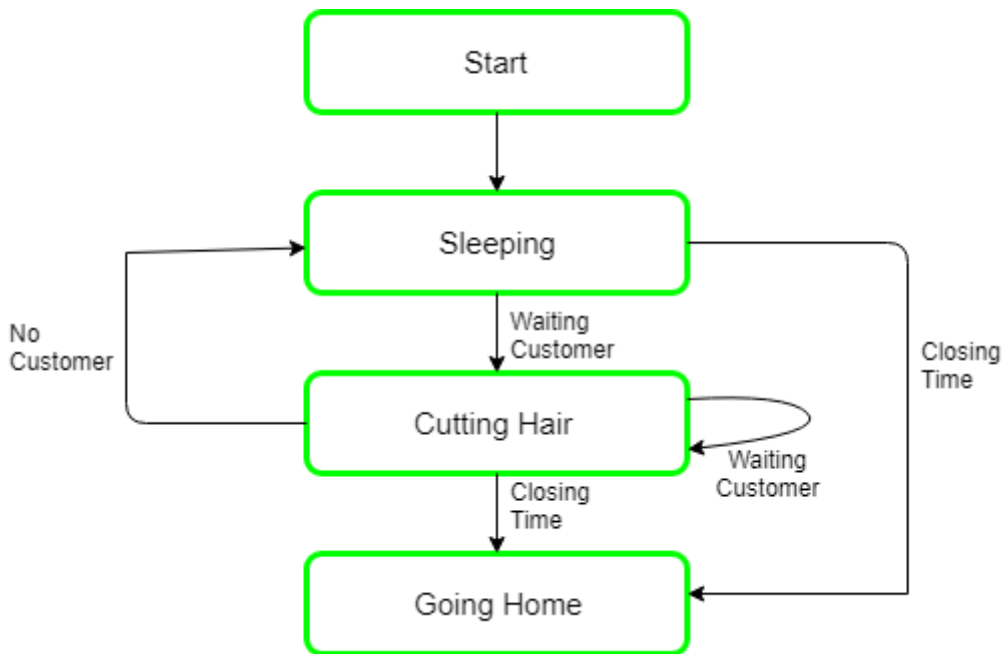 Start
Sleeping
Waiting
Customer
No
Customer
Closing
Time
Cutting Hair
Waiting
Customer
Closing
Time
Going Home